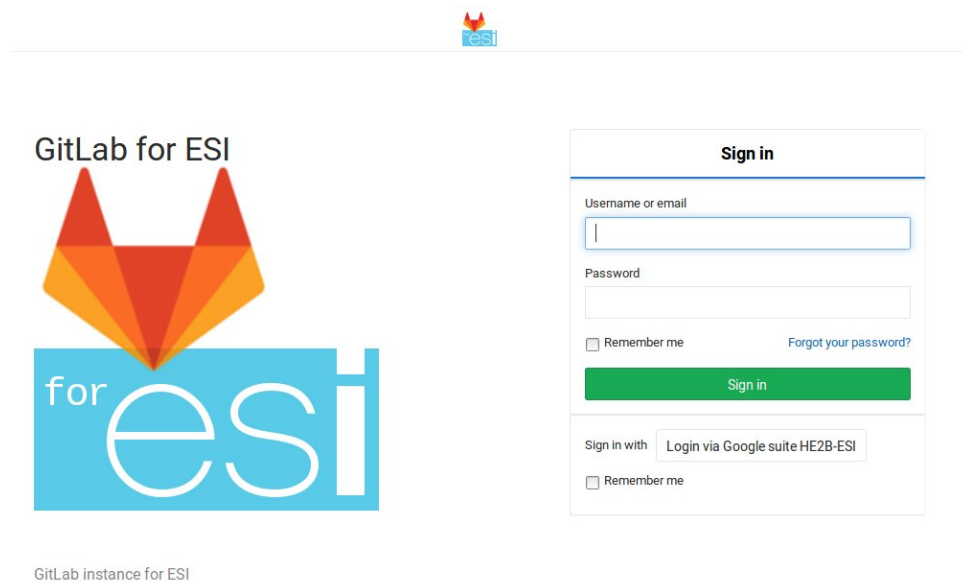 for esi
GitLab for ESI
for esi
GitLab instance for ESI
Sign in
Username or email
Password
Remember me
Forgot your password?
Sign in
Sign in with
Login via Google suite HE2B-ESI
Remember me